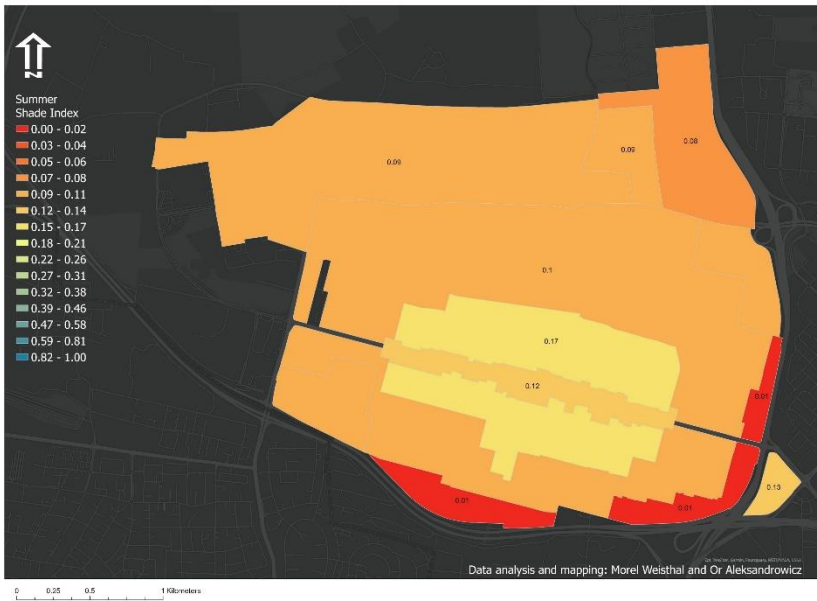 N
Summer
Shade Index
0.00 - 0.02
0.03 - 0.04
0.05 - 0.06
0.07 - 0.08
0.09 - 0.11
0.12 - 0.14
0.15 - 0.17
0.18 - 0.21
0.22 - 0.26
0.27 - 0.31
0.32 - 0.38
0.39 - 0.46
0.47 - 0.58
0.59 - 0.81
0.82 - 1.00
0.08
0.09
0.09
0.1
0.17
0.12
0.01
0.13
0.01
0.01
Data analysis and mapping: Morel Weisthal and Or Aleksandrowicz
0 0.25 0.5 1 Kilometers